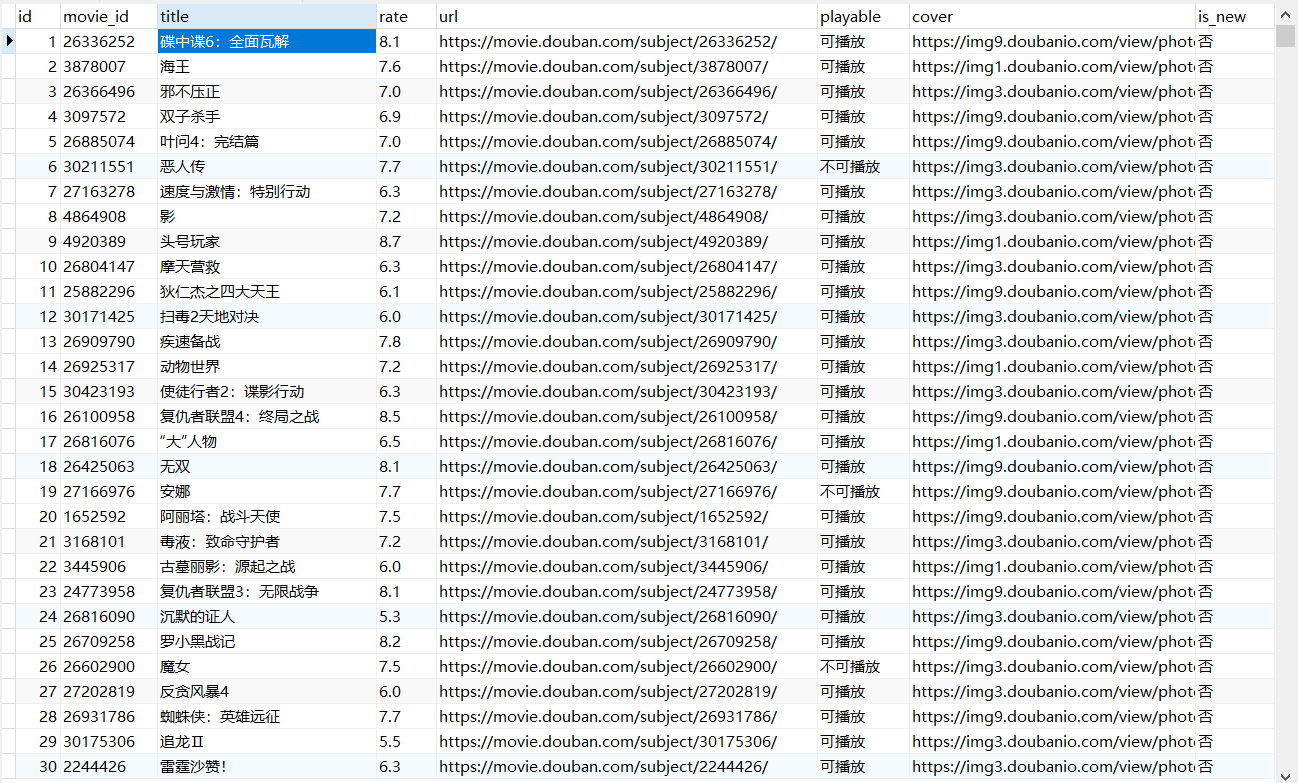 id movie_id title rate url playable cover is_new
1 26336252 碟中谍6：全面瓦解 8.1 https://movie.douban.com/subject/26336252/ 可播放 https://img9.doubanio.com/view/phot 否
2 3878007 海王 7.6 https://movie.douban.com/subject/3878007/ 可播放 https://img1.doubanio.com/view/phot 否
3 26366496 邪不压正 7.0 https://movie.douban.com/subject/26366496/ 可播放 https://img3.doubanio.com/view/phot 否
4 3097572 双子杀手 6.9 https://movie.douban.com/subject/3097572/ 可播放 https://img9.doubanio.com/view/phot 否
5 26885074 叶问4：完结篇 7.0 https://movie.douban.com/subject/26885074/ 可播放 https://img9.doubanio.com/view/phot 否
6 30211551 恶人传 7.7 https://movie.douban.com/subject/30211551/ 不可播放 https://img3.doubanio.com/view/phot 否
7 27163278 速度与激情：特别行动 6.3 https://movie.douban.com/subject/27163278/ 可播放 https://img3.doubanio.com/view/phot 否
8 4864908 影 7.2 https://movie.douban.com/subject/4864908/ 可播放 https://img3.doubanio.com/view/phot 否
9 4920389 头号玩家 8.7 https://movie.douban.com/subject/4920389/ 可播放 https://img1.doubanio.com/view/phot 否
10 26804147 摩天营救 6.3 https://movie.douban.com/subject/26804147/ 可播放 https://img3.doubanio.com/view/phot 否
11 25882296 狄仁杰之四大天王 6.1 https://movie.douban.com/subject/25882296/ 可播放 https://img9.doubanio.com/view/phot 否
12 30171425 扫毒2天地对决 6.0 https://movie.douban.com/subject/30171425/ 可播放 https://img3.doubanio.com/view/phot 否
13 26909790 疾速备战 7.8 https://movie.douban.com/subject/26909790/ 可播放 https://img3.doubanio.com/view/phot 否
14 26925317 动物世界 7.2 https://movie.douban.com/subject/26925317/ 可播放 https://img1.doubanio.com/view/phot 否
15 30423193 使徒行者2：谍影行动 6.3 https://movie.douban.com/subject/30423193/ 可播放 https://img3.doubanio.com/view/phot 否
16 26100958 复仇者联盟4：终局之战 8.5 https://movie.douban.com/subject/26100958/ 可播放 https://img9.doubanio.com/view/phot 否
17 26816076 “大”人物 6.5 https://movie.douban.com/subject/26816076/ 可播放 https://img1.doubanio.com/view/phot 否
18 26425063 无双 8.1 https://movie.douban.com/subject/26425063/ 可播放 https://img9.doubanio.com/view/phot 否
19 27166976 安娜 7.7 https://movie.douban.com/subject/27166976/ 不可播放 https://img9.doubanio.com/view/phot 否
20 1652592 阿丽塔：战斗天使 7.5 https://movie.douban.com/subject/1652592/ 可播放 https://img9.doubanio.com/view/phot 否
21 3168101 毒液：致命守护者 7.2 https://movie.douban.com/subject/3168101/ 可播放 https://img3.doubanio.com/view/phot 否
22 3445906 古墓丽影：源起之战 6.0 https://movie.douban.com/subject/3445906/ 可播放 https://img1.doubanio.com/view/phot 否
23 24773958 复仇者联盟3：无限战争 8.1 https://movie.douban.com/subject/24773958/ 可播放 https://img9.doubanio.com/view/phot 否
24 26816090 沉默的证人 5.3 https://movie.douban.com/subject/26816090/ 可播放 https://img3.doubanio.com/view/phot 否
25 26709258 罗小黑战记 8.2 https://movie.douban.com/subject/26709258/ 可播放 https://img9.doubanio.com/view/phot 否
26 26602900 魔女 7.5 https://movie.douban.com/subject/26602900/ 不可播放 https://img3.doubanio.com/view/phot 否
27 27202819 反贪风暴4 6.0 https://movie.douban.com/subject/27202819/ 可播放 https://img3.doubanio.com/view/phot 否
28 26931786 蜘蛛侠：英雄远征 7.7 https://movie.douban.com/subject/26931786/ 可播放 https://img9.doubanio.com/view/phot 否
29 30175306 追龙Ⅱ 5.5 https://movie.douban.com/subject/30175306/ 可播放 https://img3.doubanio.com/view/phot 否
30 2244426 雷霆沙赞！ 6.3 https://movie.douban.com/subject/2244426/ 可播放 https://img3.doubanio.com/view/phot 否